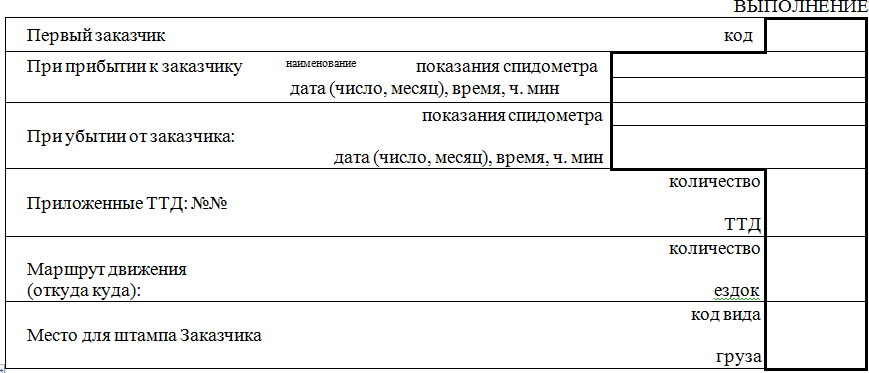 ВЫПОЛНЕНИЕ
Первый заказчик код
При прибытии к заказчику наименование показания спидометра
дата (число, месяц), время, ч. мин
показания спидометра
При убытии от заказчика:
дата (число, месяц), время, ч. мин
количество
Приложенные ТТД: №№
ТТД
количество
Маршрут движения
(откуда куда):
ездок
код вида
Место для штампа Заказчика
груза